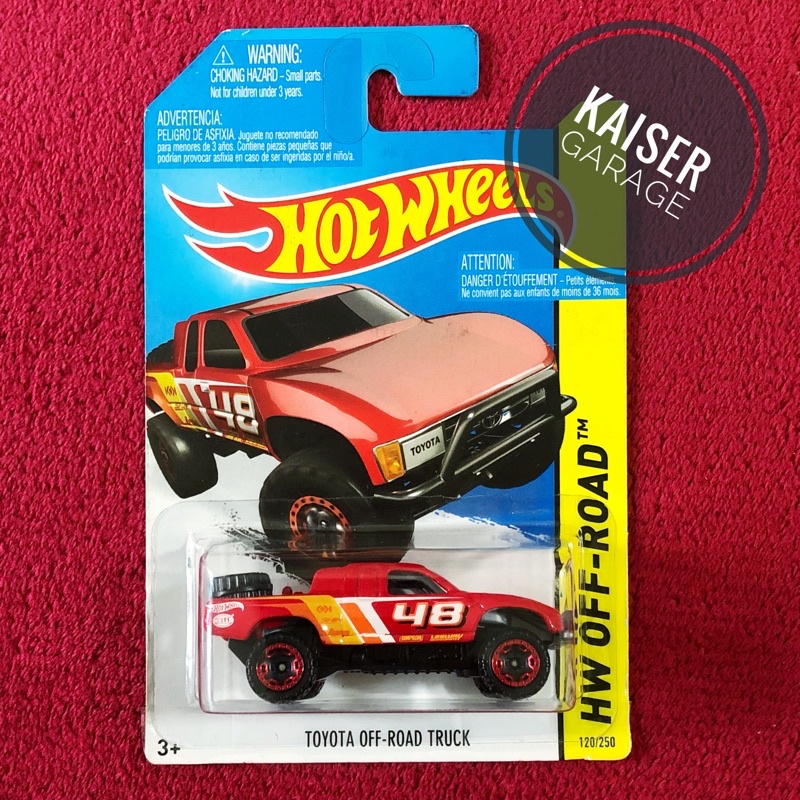 WARNING:
CHOKING HAZARD – Small parts.
Not for children under 3 years.
ADVERTENCIA:
PELIGRO DE ASFIXIA. Juguete no recomendado
para menores de 3 años. Contiene piezas pequeñas que
podrían provocar asfixia en caso de ser ingeridas por el niño/a.
KAISER
GARAGE
HOT WHEELS
ATTENTION:
DANGER D'ÉTOUFFEMENT – Petits éléments.
Ne convient pas aux enfants de moins de 36 mois.
48
TOYOTA
HW OFF-ROAD™
48
3+
TOYOTA OFF-ROAD TRUCK
120/250